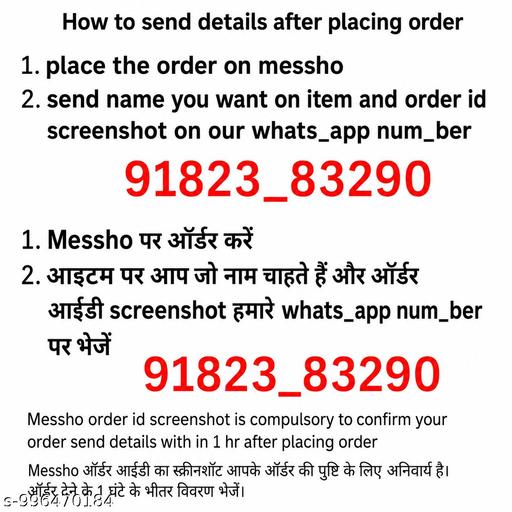 How to send details after placing order
1. place the order on messho
2. send name you want on item and order id
screenshot on our whats_app num_ber
91823_83290
1. Messho पर ऑर्डर करें
2. आइटम पर आप जो नाम चाहते हैं और ऑर्डर
आईडी screenshot हमारे whats_app num_ber
पर भेजें
91823_83290
Messho order id screenshot is compulsory to confirm your
order send details with in 1 hr after placing order
Messho ऑर्डर आईडी का स्क्रीनशॉट आपके ऑर्डर की पुष्टि के लिए अनिवार्य है।
ऑर्डर देने के 1 घंटे के भीतर विवरण भेजें।
s-996470184